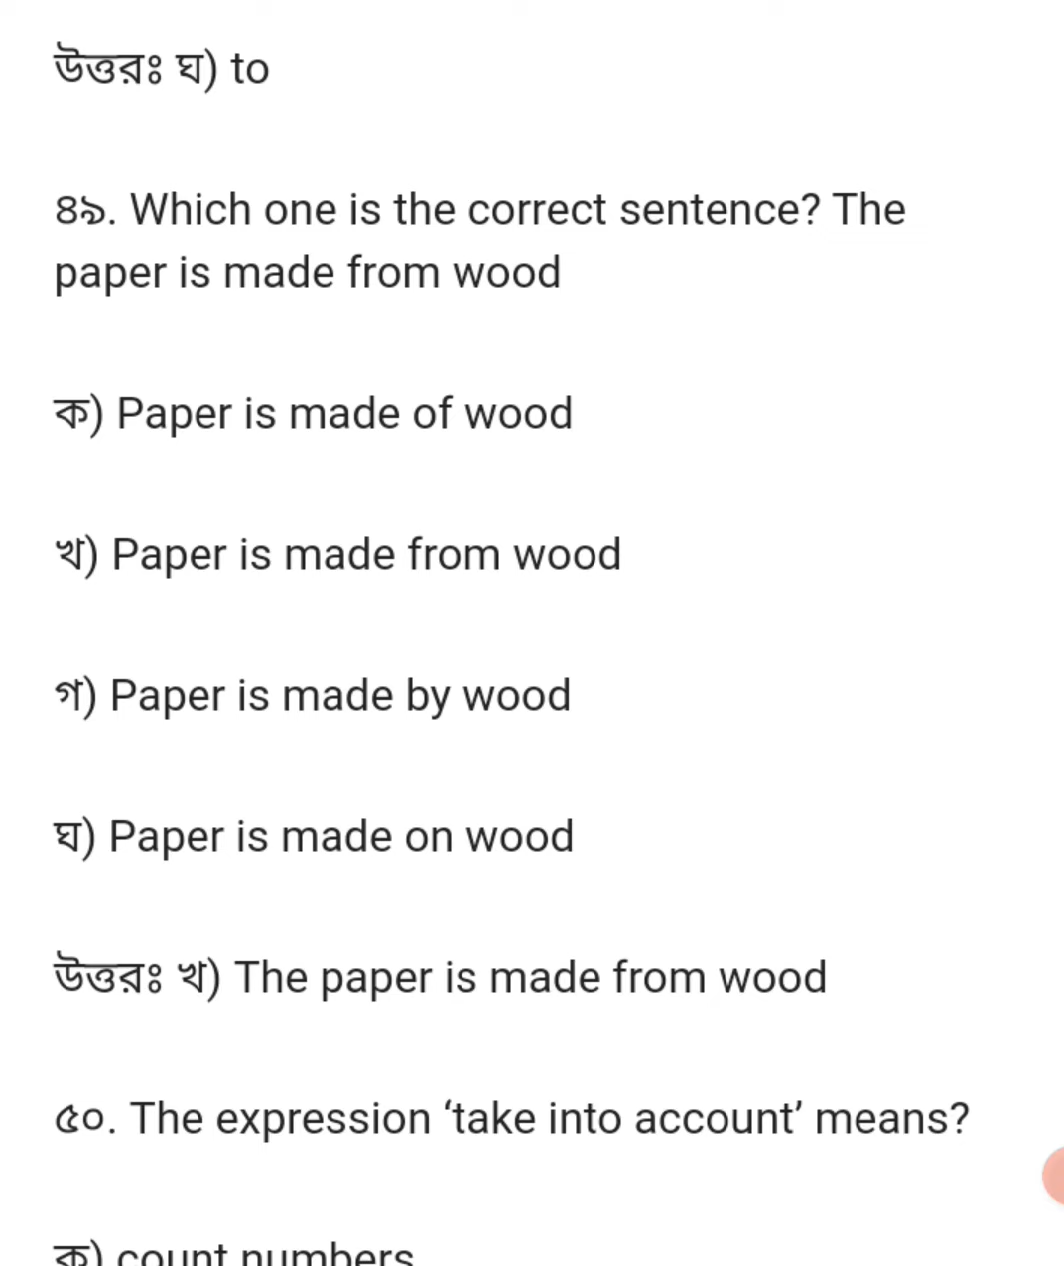 উত্তরঃ ঘ) to
৪৯. Which one is the correct sentence? The
paper is made from wood
ক) Paper is made of wood
খ) Paper is made from wood
গ) Paper is made by wood
ঘ) Paper is made on wood
উত্তরঃ খ) The paper is made from wood
৫০. The expression ‘take into account’ means?
ক) count numbers